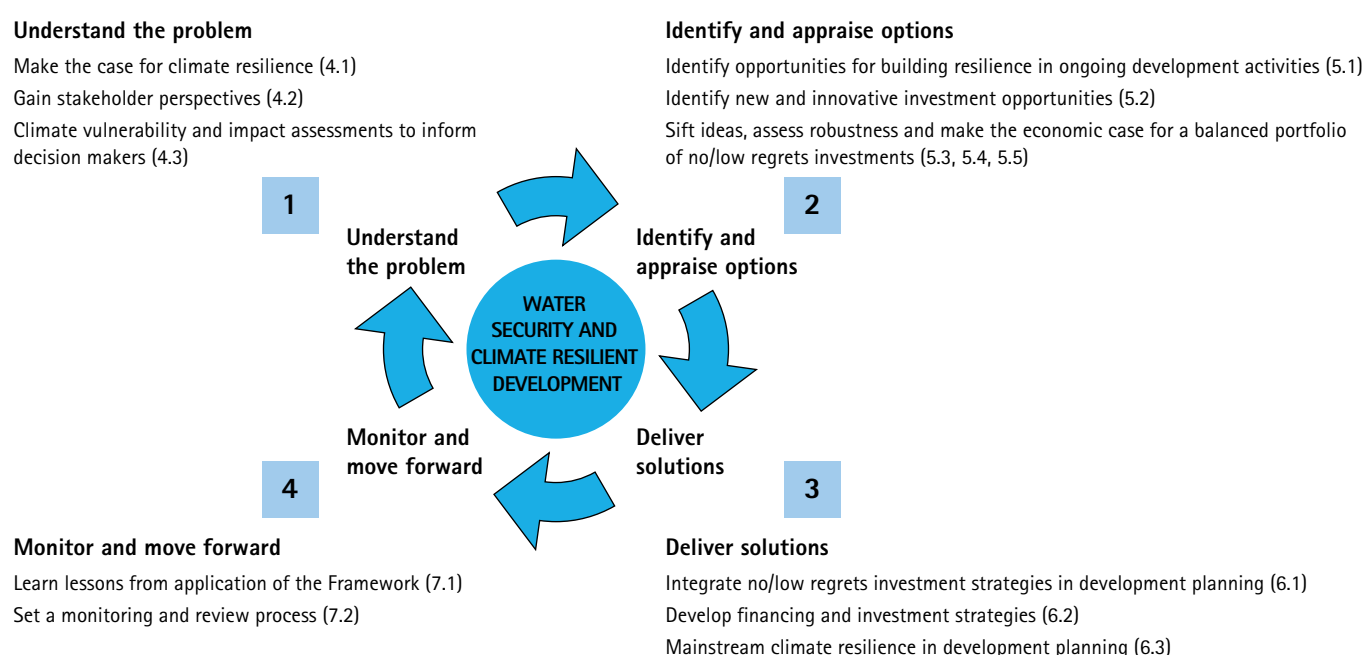 Understand the problem
Make the case for climate resilience (4.1)
Gain stakeholder perspectives (4.2)
Climate vulnerability and impact assessments to inform
decision makers (4.3)
Identify and appraise options
Identify opportunities for building resilience in ongoing development activities (5.1)
Identify new and innovative investment opportunities (5.2)
Sift ideas, assess robustness and make the economic case for a balanced portfolio
of no/low regrets investments (5.3, 5.4, 5.5)
1
2
Understand
the problem
Identify and
appraise options
WATER
SECURITY AND
CLIMATE RESILIENT
DEVELOPMENT
Monitor and
move forward
Deliver
solutions
4
3
Monitor and move forward
Learn lessons from application of the Framework (7.1)
Set a monitoring and review process (7.2)
Deliver solutions
Integrate no/low regrets investment strategies in development planning (6.1)
Develop financing and investment strategies (6.2)
Mainstream climate resilience in development planning (6.3)